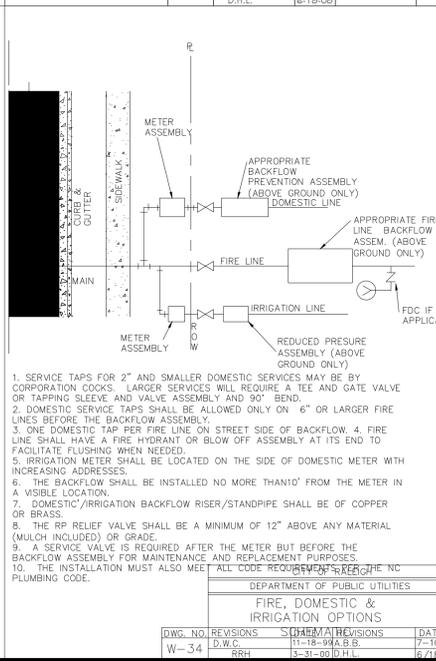 D.H.L. 6-19-00
PL
METER
ASSEMBLY
APPROPRIATE
BACKFLOW
PREVENTION ASSEMBLY
(ABOVE GROUND ONLY)
DOMESTIC LINE
CURB &
GUTTER
SIDEWALK
APPROPRIATE FIR
LINE BACKFLOW
ASSEM. (ABOVE
GROUND ONLY)
FIRE LINE
MAIN
IRRIGATION LINE
FDC IF
APPLICA
METER
ASSEMBLY
ROW
REDUCED PRESURE
ASSEMBLY (ABOVE
GROUND ONLY)
1. SERVICE TAPS FOR 2" AND SMALLER DOMESTIC SERVICES MAY BE BY
CORPORATION COCKS. LARGER SERVICES WILL REQUIRE A TEE AND GATE VALVE
OR TAPPING SLEEVE AND VALVE ASSEMBLY AND 90° BEND.
2. DOMESTIC SERVICE TAPS SHALL BE ALLOWED ONLY ON 6" OR LARGER FIRE
LINES BEFORE THE BACKFLOW ASSEMBLY.
3. ONE DOMESTIC TAP PER FIRE LINE ON STREET SIDE OF BACKFLOW. 4. FIRE
LINE SHALL HAVE A FIRE HYDRANT OR BLOW OFF ASSEMBLY AT ITS END TO
FACILITATE FLUSHING WHEN NEEDED.
5. IRRIGATION METER SHALL BE LOCATED ON THE SIDE OF DOMESTIC METER WITH
INCREASING ADDRESSES.
6. THE BACKFLOW SHALL BE INSTALLED NO MORE THAN10' FROM THE METER IN
A VISIBLE LOCATION.
7. DOMESTIC'/IRRIGATION BACKFLOW RISER/STANDPIPE SHALL BE OF COPPER
OR BRASS.
8. THE RP RELIEF VALVE SHALL BE A MINIMUM OF 12" ABOVE ANY MATERIAL
(MULCH INCLUDED) OR GRADE.
9. A SERVICE VALVE IS REQUIRED AFTER THE METER BUT BEFORE THE
BACKFLOW ASSEMBLY FOR MAINTENANCE AND REPLACEMENT PURPOSES.
10. THE INSTALLATION MUST ALSO MEET ALL CODE REQUIREMENTS PER THE NC
PLUMBING CODE.
CITY OF RALEIGH
DEPARTMENT OF PUBLIC UTILITIES
FIRE, DOMESTIC &
IRRIGATION OPTIONS
SCHEMATIC
DWG. NO. REVISIONS DATE REVISIONS DAT
W-34 D.W.C. 11-18-99 A.B.B. 7-10
RRH 3-31-00 D.H.L. 6/1